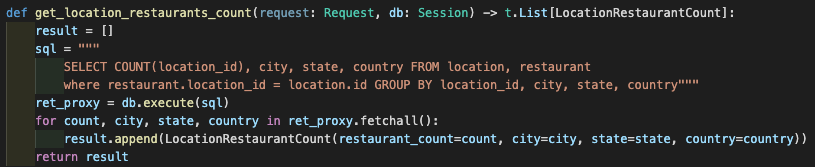 def get_location_restaurants_count(request: Request, db: Session) -> t.List[LocationRestaurantCount]:
    result = []
    sql = """
        SELECT COUNT(location_id), city, state, country FROM location, restaurant
        where restaurant.location_id = location.id GROUP BY location_id, city, state, country"""
    ret_proxy = db.execute(sql)
    for count, city, state, country in ret_proxy.fetchall():
        result.append(LocationRestaurantCount(restaurant_count=count, city=city, state=state, country=country))
    return result